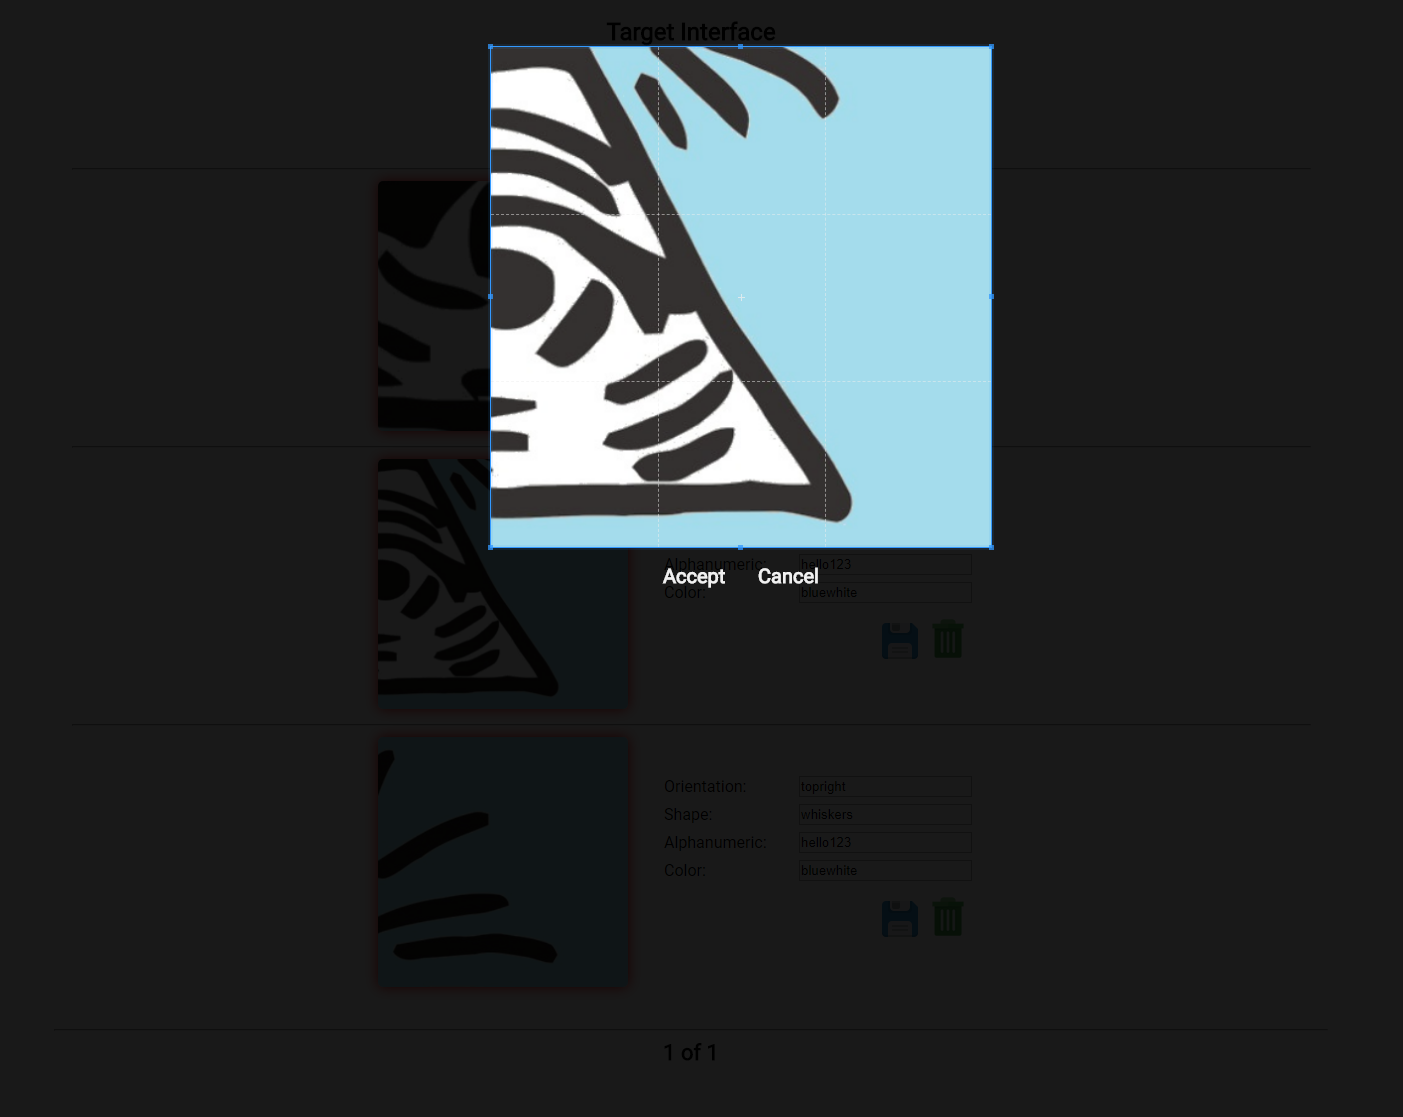 Target Interface
Alphanumeric: hello123
Accept Cancel
Color: bluewhite
Orientation: topright
Shape: whiskers
Alphanumeric: hello123
Color: bluewhite
1 of 1